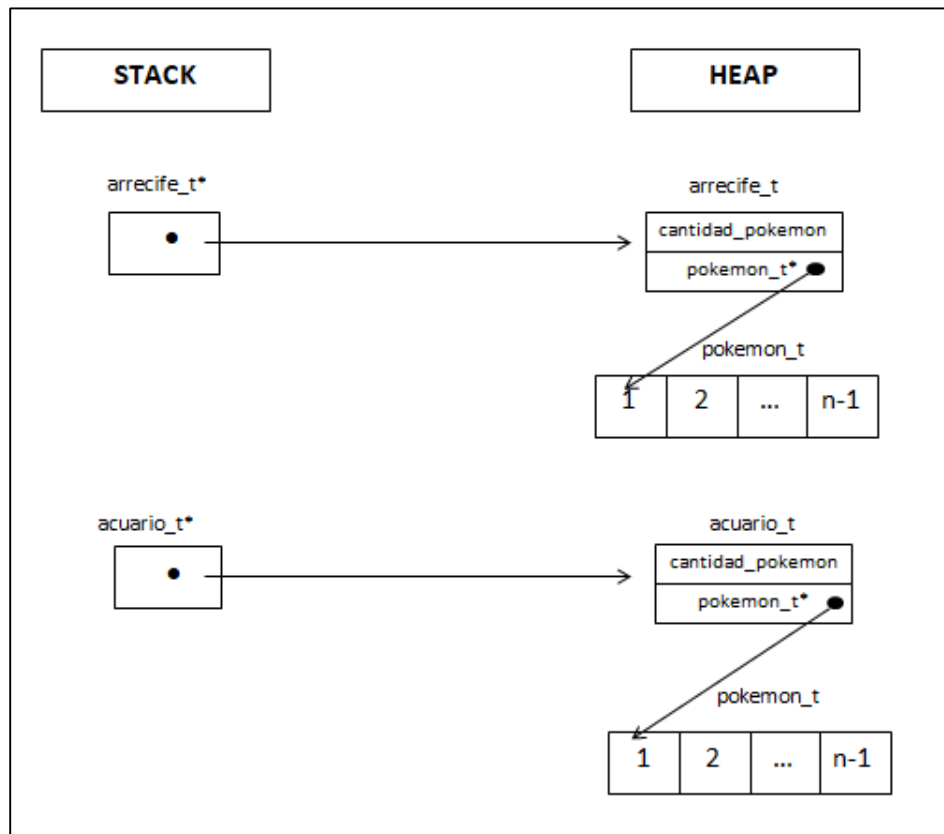 STACK
HEAP
arrecife_t*
arrecife_t
cantidad_pokemon
pokemon_t*
pokemon_t
1 2 ... n-1
acuario_t*
acuario_t
cantidad_pokemon
pokemon_t*
pokemon_t
1 2 ... n-1